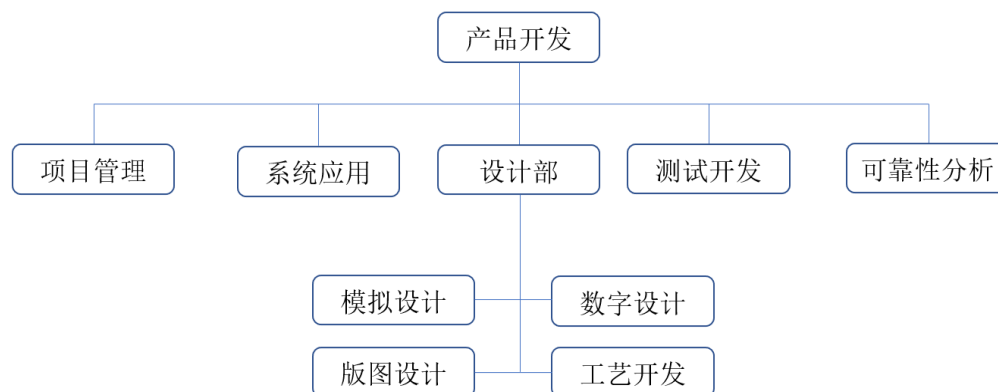 产品开发
项目管理
系统应用
设计部
测试开发
可靠性分析
模拟设计
数字设计
版图设计
工艺开发